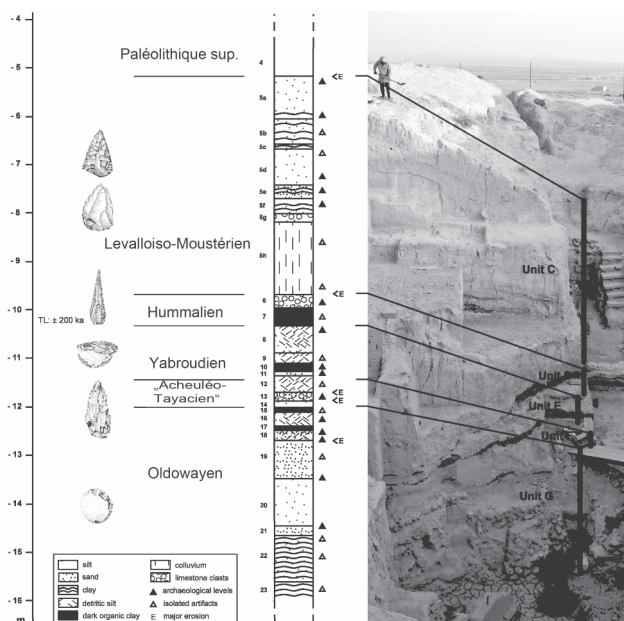 - 4
- 5
- 6
- 7
- 8
- 9
- 10
- 11
- 12
- 13
- 14
- 15
- 16
m
Paléolithique sup.
Levalloiso-Moustérien
TL: ± 200 ka
Hummalien
Yabroudien
„Acheuléo-
Tayacien“
Oldowayen
4
5a
5b
5c
5d
5e
5f
5g
5h
6
7
8
9
10
11
12
13
14
16
17
18
19
20
21
22
23
< E
< E
< E
< E
< E
Unit C
Unit E
Unit G
silt
sand
clay
detritic silt
dark organic clay
colluvium
limestone clasts
archaeological levels
isolated artifacts
E major erosion